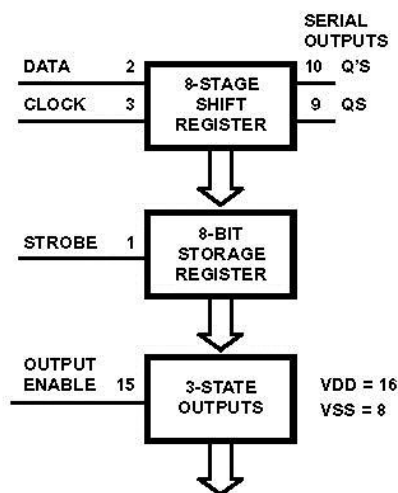 SERIAL
OUTPUTS
DATA 2
10 Q'S
CLOCK 3
9 QS
8-STAGE
SHIFT
REGISTER
STROBE 1
8-BIT
STORAGE
REGISTER
OUTPUT
ENABLE 15
3-STATE
OUTPUTS
VDD = 16
VSS = 8